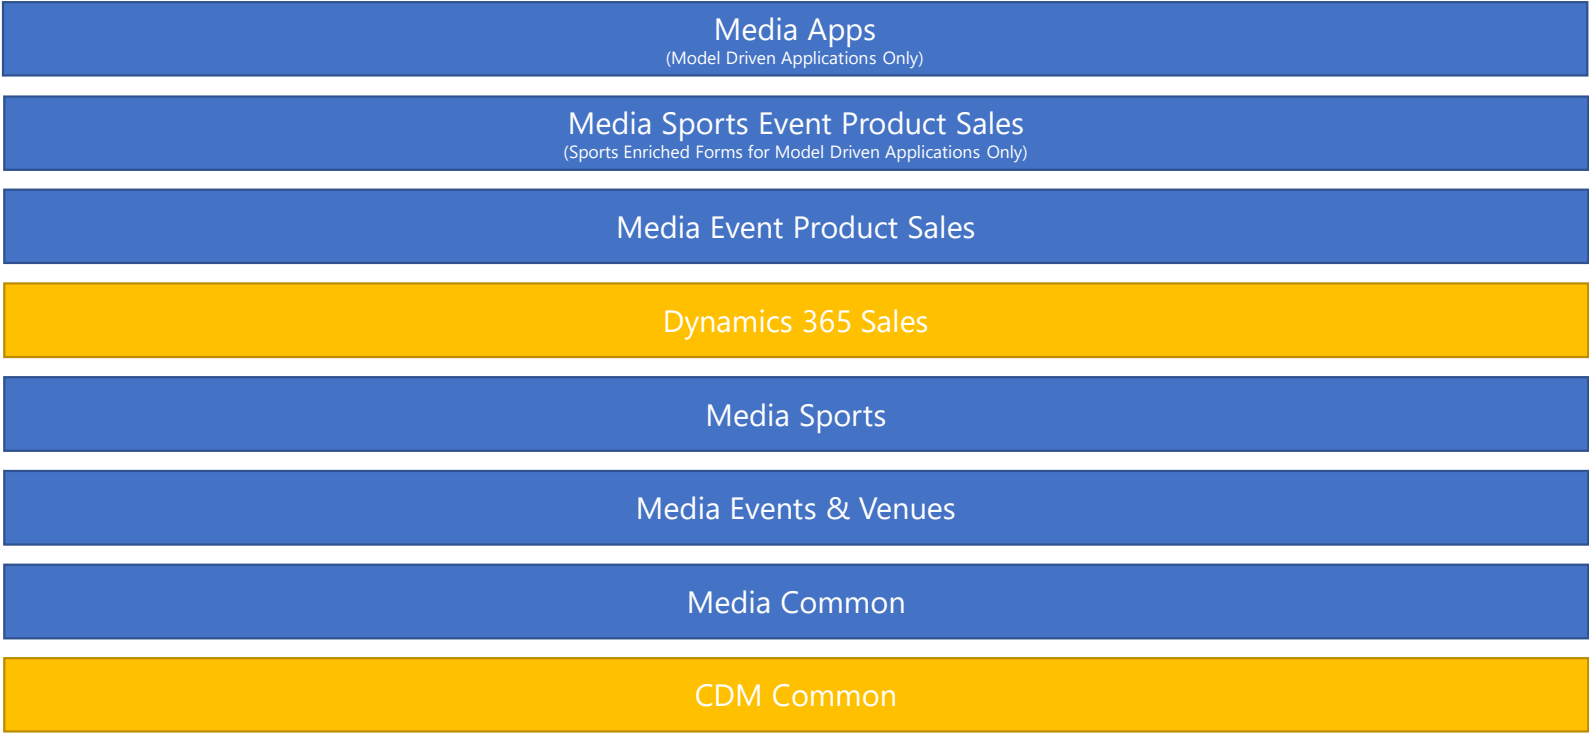 Media Apps
(Model Driven Applications Only)
Media Sports Event Product Sales
(Sports Enriched Forms for Model Driven Applications Only)
Media Event Product Sales
Dynamics 365 Sales
Media Sports
Media Events & Venues
Media Common
CDM Common